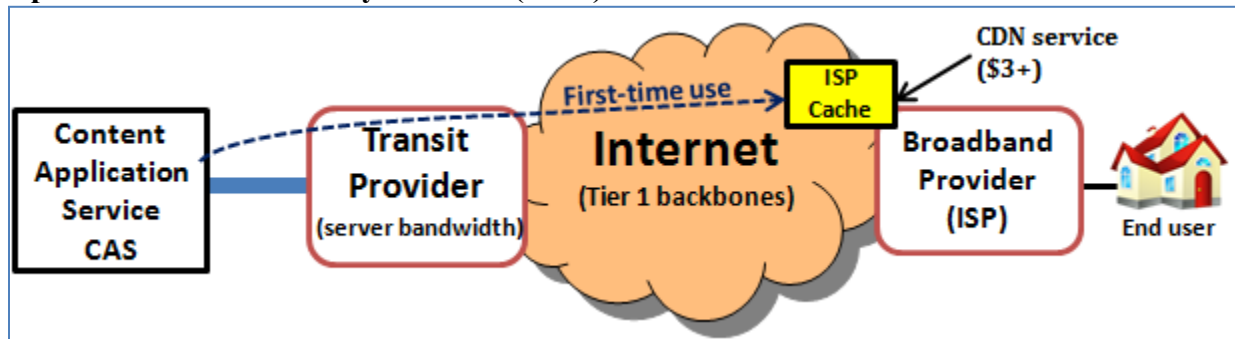 Content
Application
Service
CAS
Transit
Provider
(server bandwidth)
First-time use
Internet
(Tier 1 backbones)
ISP
Cache
CDN service
($3+)
Broadband
Provider
(ISP)
End user